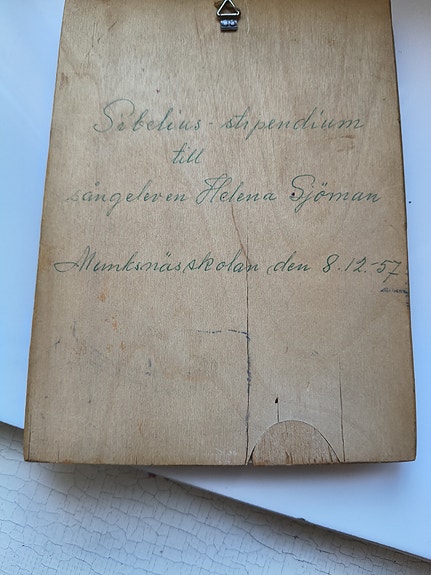 Sibelius-stipendium
till
sångeleven Helena Sjöman
Munksnässkolan den 8.12.-57